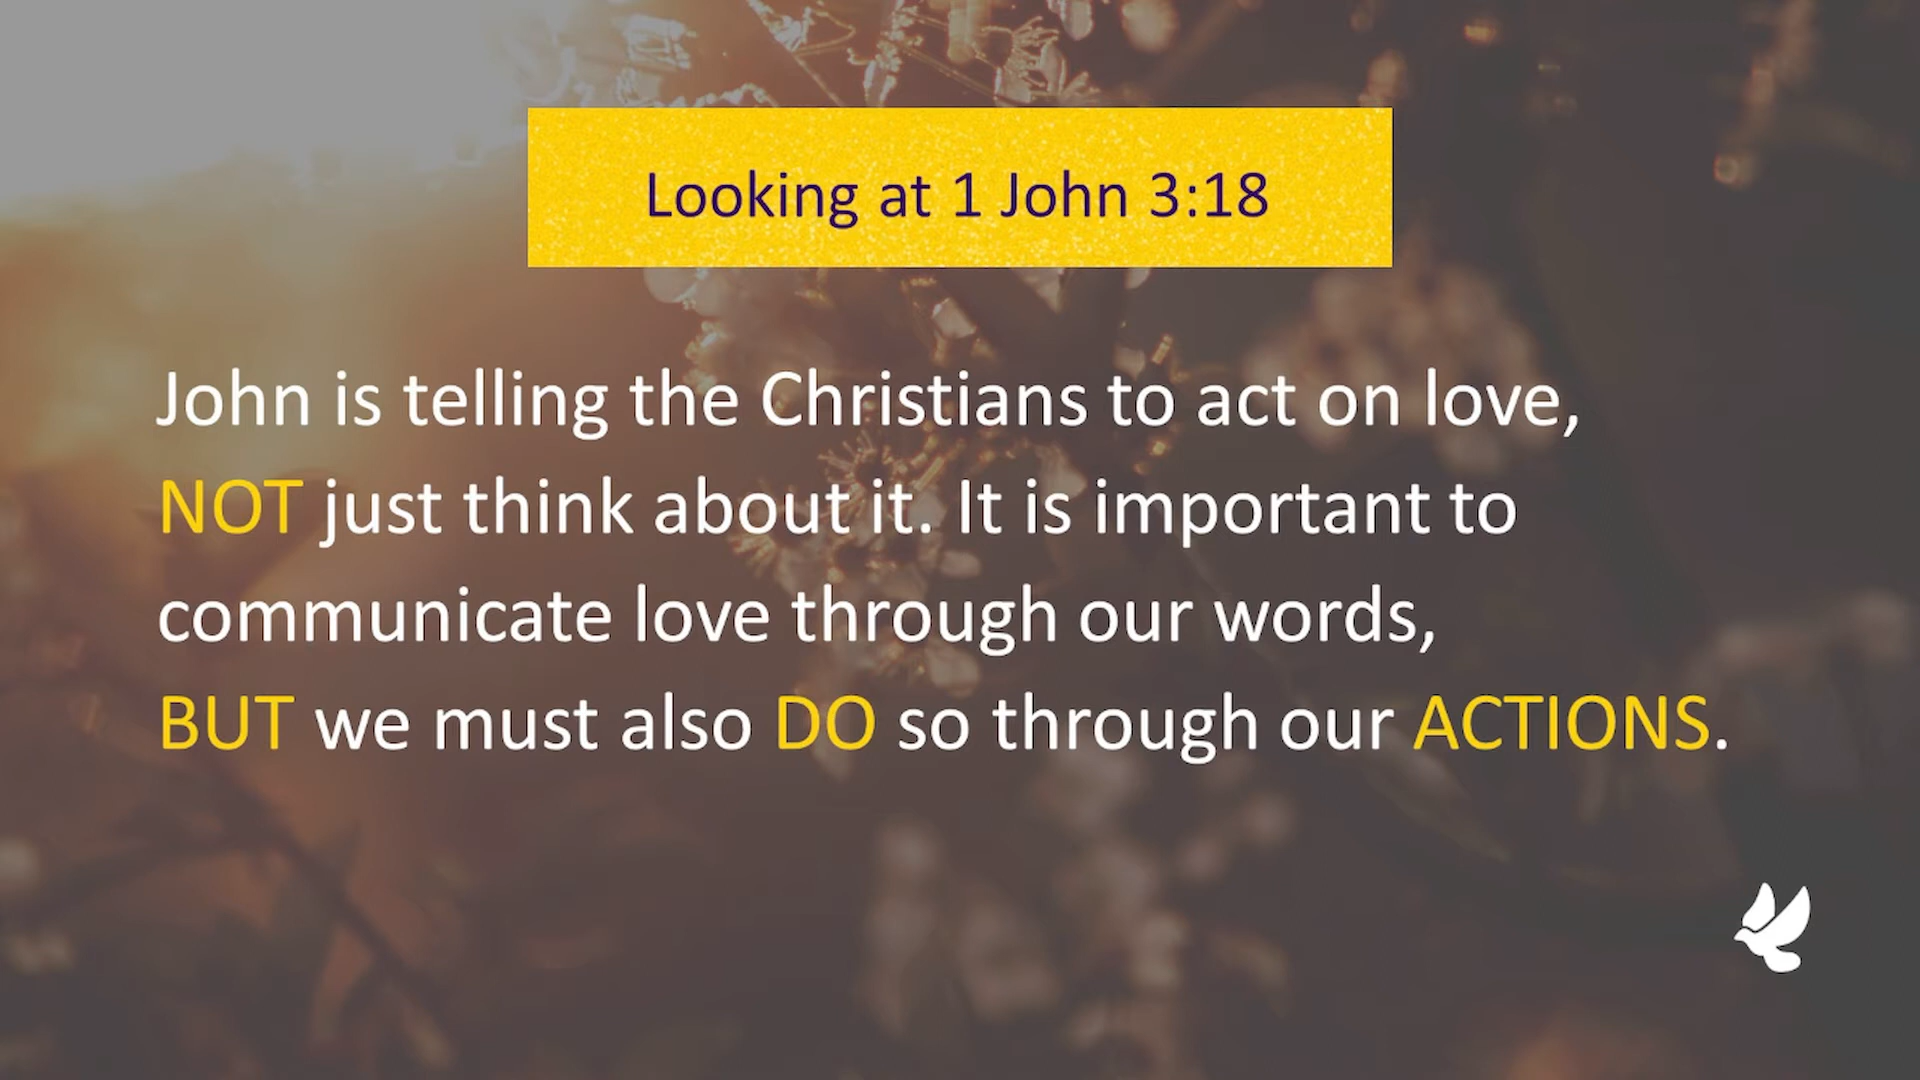 Looking at 1 John 3:18
John is telling the Christians to act on love,
NOT just think about it. It is important to
communicate love through our words,
BUT we must also DO so through our ACTIONS.